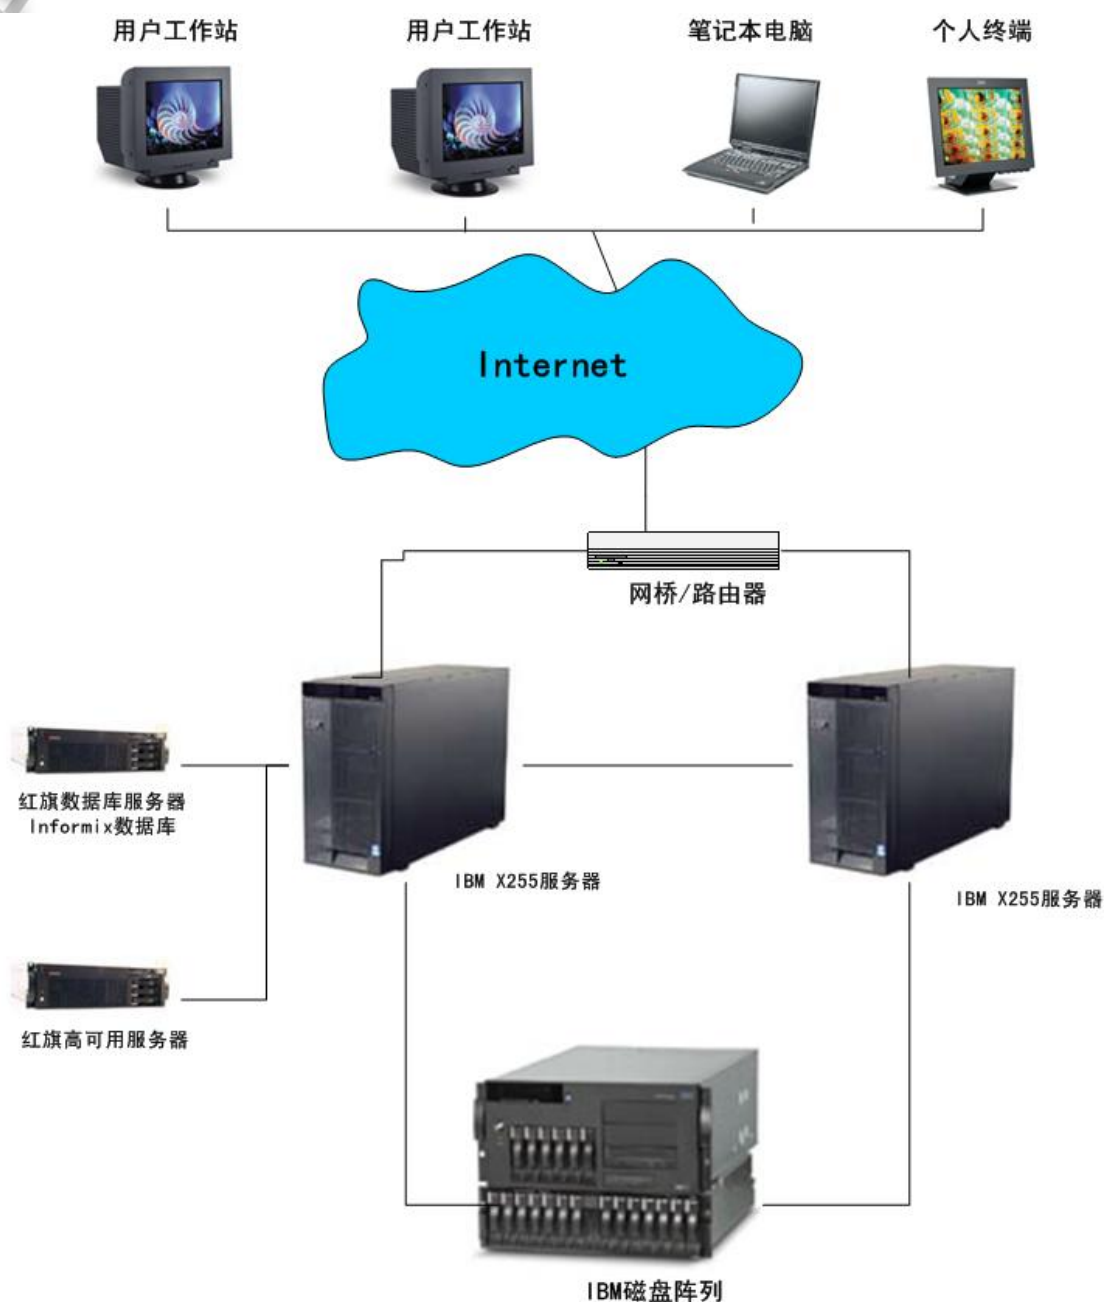 用户工作站
用户工作站
笔记本电脑
个人终端
Internet
网桥/路由器
红旗数据库服务器
Informix数据库
IBM X255服务器
IBM X255服务器
红旗高可用服务器
IBM磁盘阵列